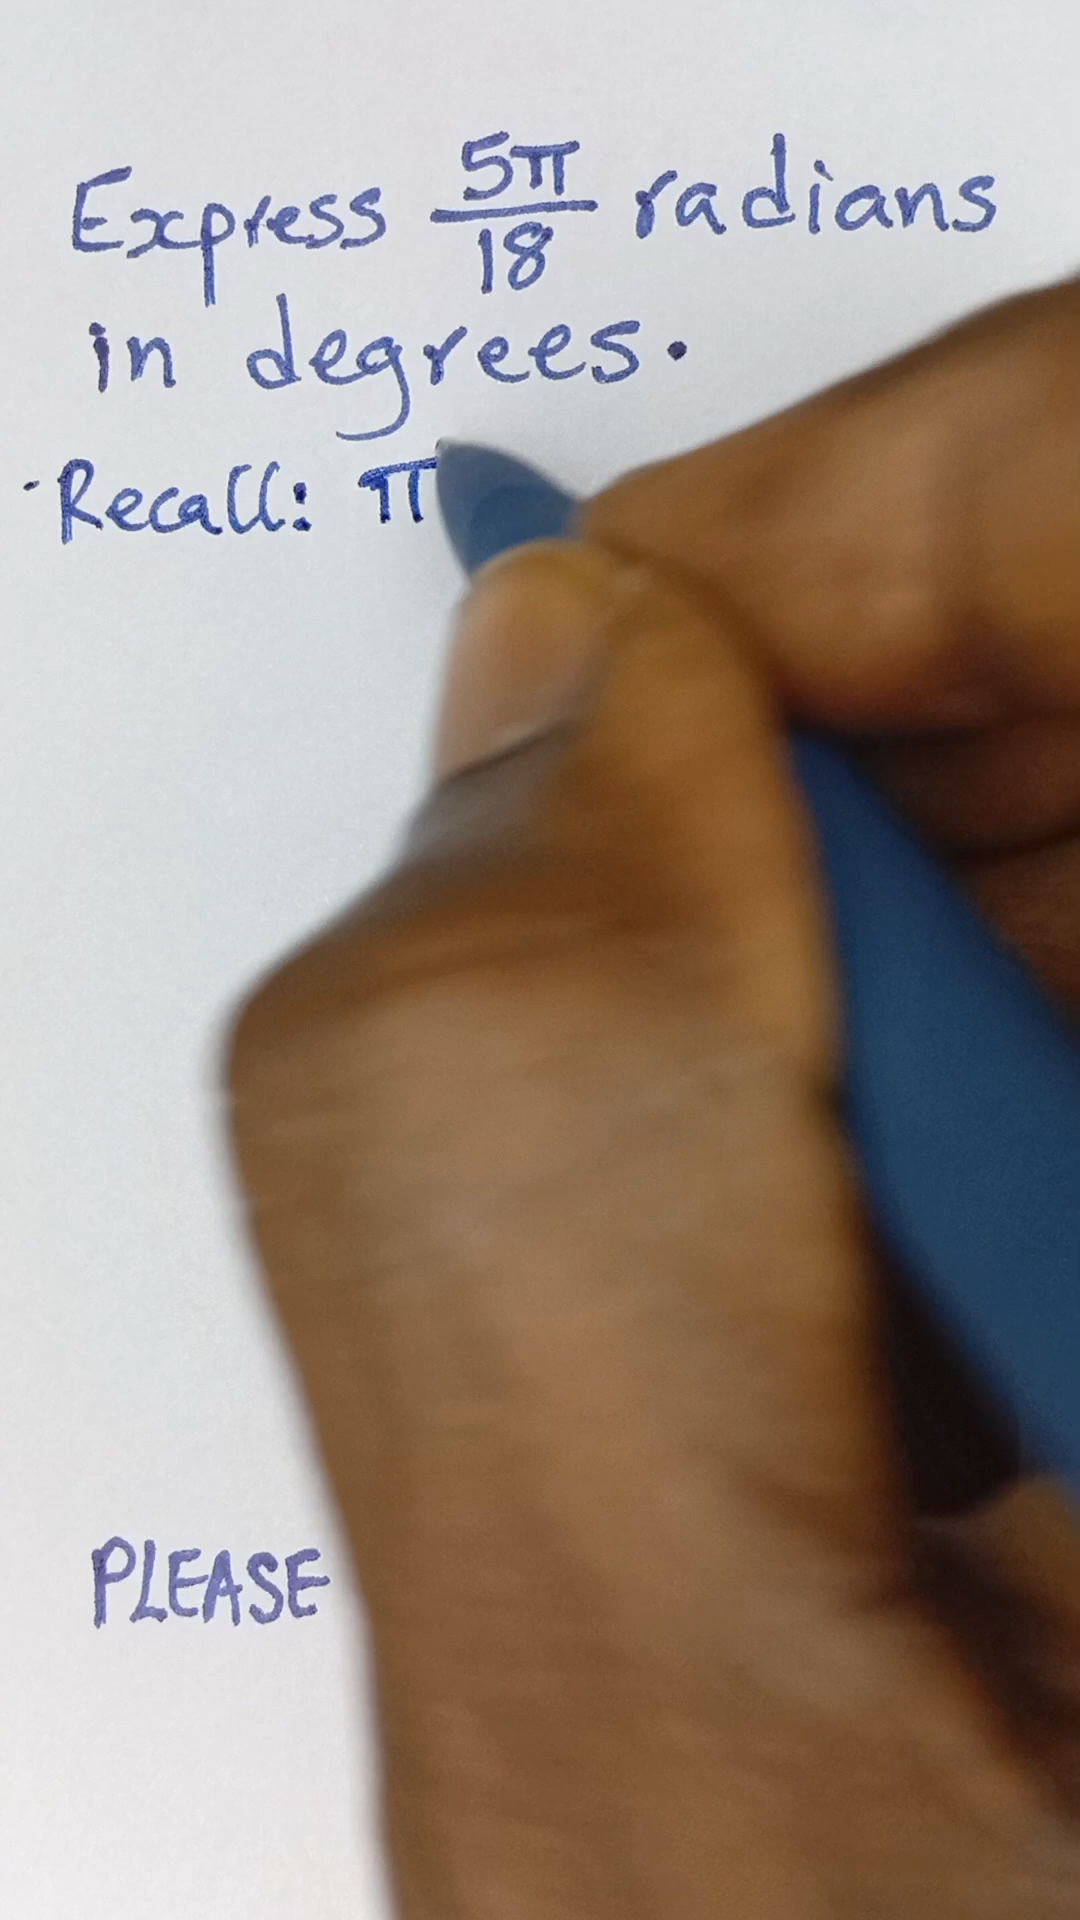 Express 5π/18 radians
in degrees.
Recall: π
PLEASE